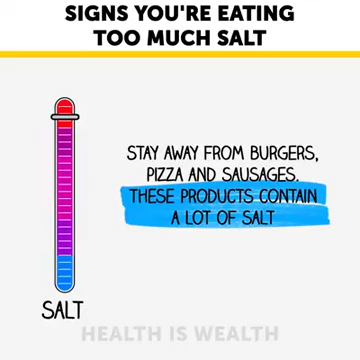 SIGNS YOU'RE EATING
TOO MUCH SALT
STAY AWAY FROM BURGERS,
PIZZA AND SAUSAGES.
THESE PRODUCTS CONTAIN
A LOT OF SALT
SALT
HEALTH IS WEALTH